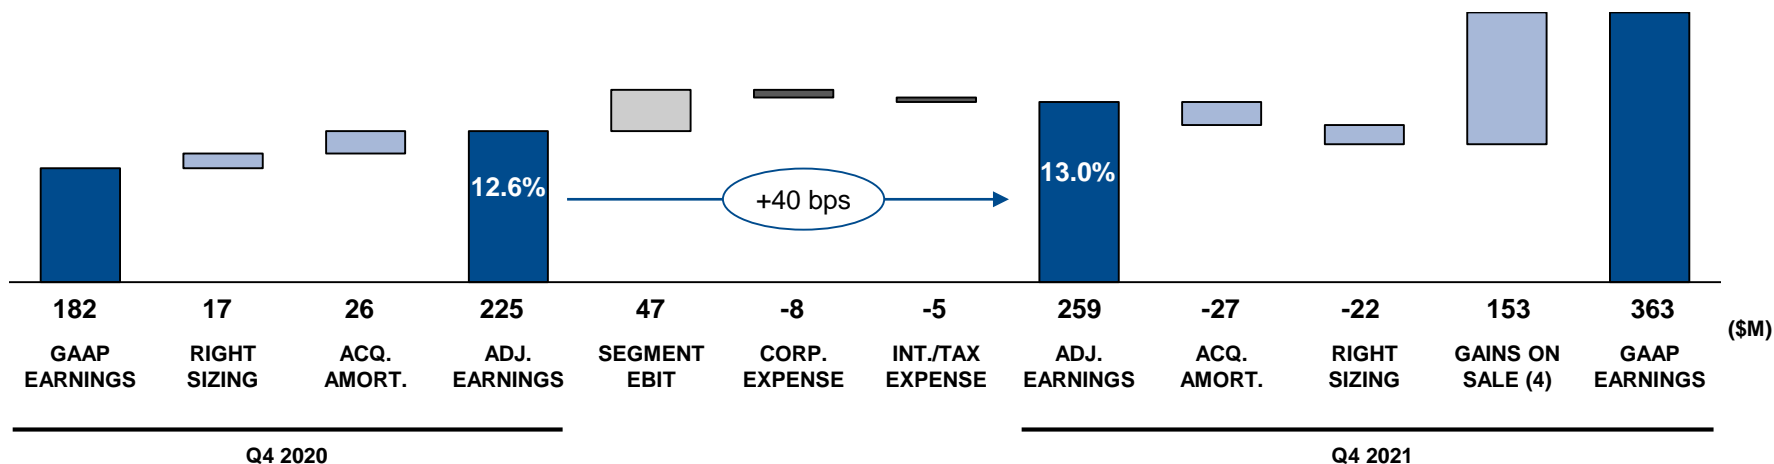 12.6%
+40 bps
13.0%
182 17 26 225 47 -8 -5 259 -27 -22 153 363
($M)
GAAP RIGHT ACQ. ADJ. SEGMENT CORP. INT./TAX ADJ. ACQ. RIGHT GAINS ON GAAP
EARNINGS SIZING AMORT. EARNINGS EBIT EXPENSE EXPENSE EARNINGS AMORT. SIZING SALE (4) EARNINGS
Q4 2020 Q4 2021